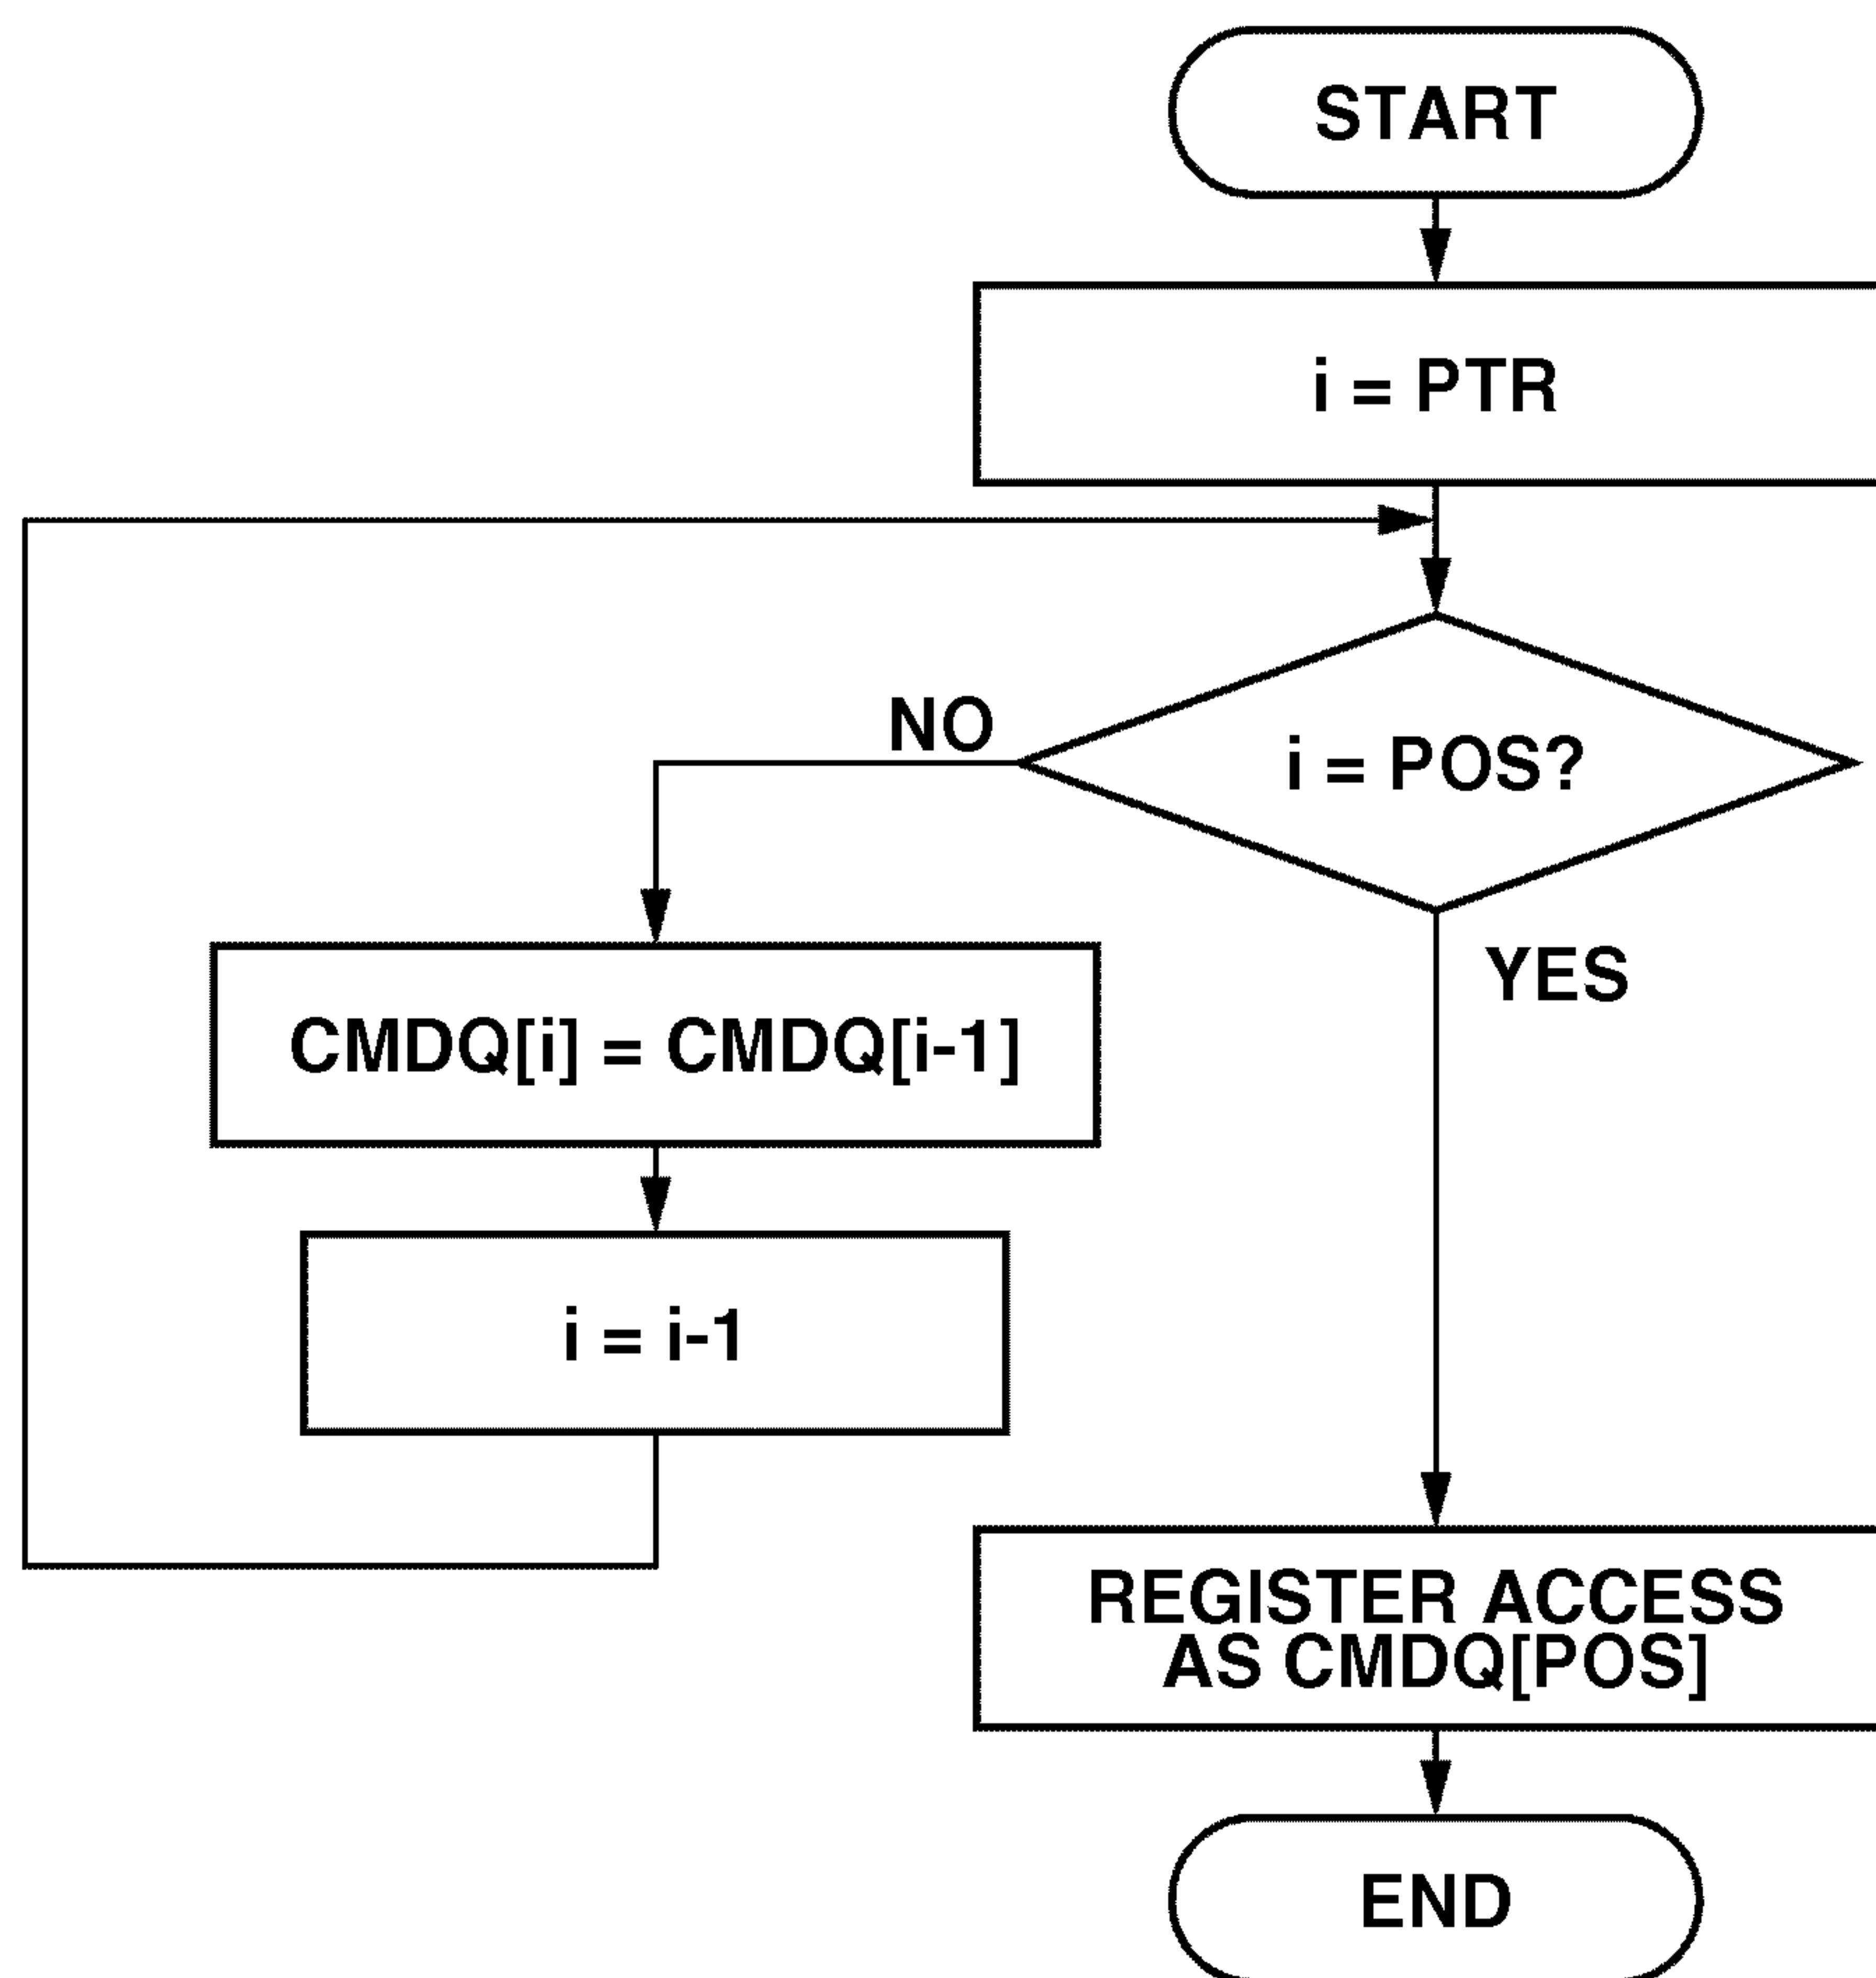 START
i = PTR
i = POS?
NO
YES
CMDQ[i] = CMDQ[i-1]
i = i-1
REGISTER ACCESS
AS CMDQ[POS]
END